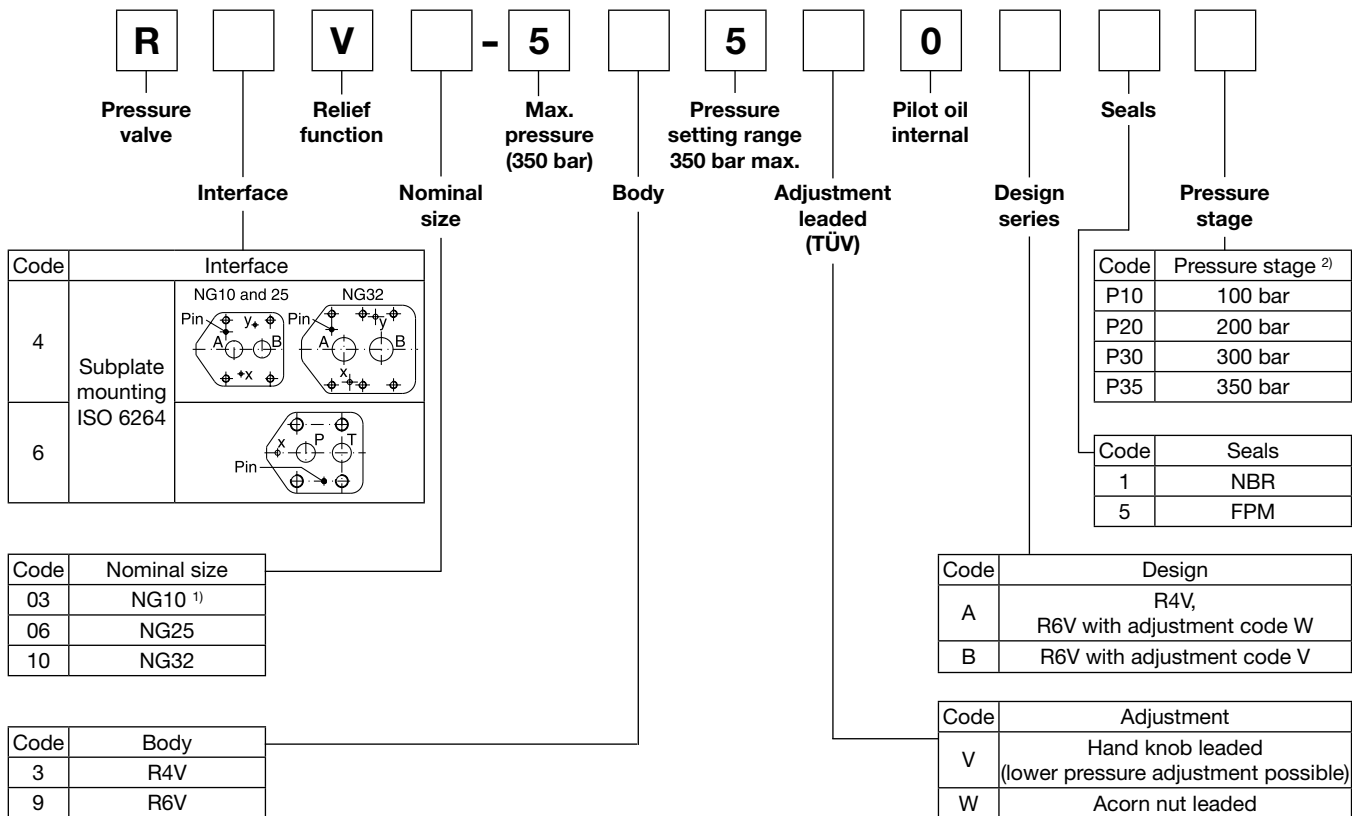 R V - 5 5 0
Pressure valve
Relief function
Max. pressure (350 bar)
Pressure setting range 350 bar max.
Pilot oil internal
Seals
Interface
Nominal size
Body
Adjustment leaded (TÜV)
Design series
Pressure stage
Code Interface
4
6
Subplate mounting ISO 6264
NG10 and 25
NG32
Pin y A B x
Pin y A B x
x P T
Pin
Code Pressure stage 2)
P10 100 bar
P20 200 bar
P30 300 bar
P35 350 bar
Code Seals
1 NBR
5 FPM
Code Nominal size
03 NG10 1)
06 NG25
10 NG32
Code Design
A R4V,
R6V with adjustment code W
B R6V with adjustment code V
Code Body
3 R4V
9 R6V
Code Adjustment
V Hand knob leaded
(lower pressure adjustment possible)
W Acorn nut leaded